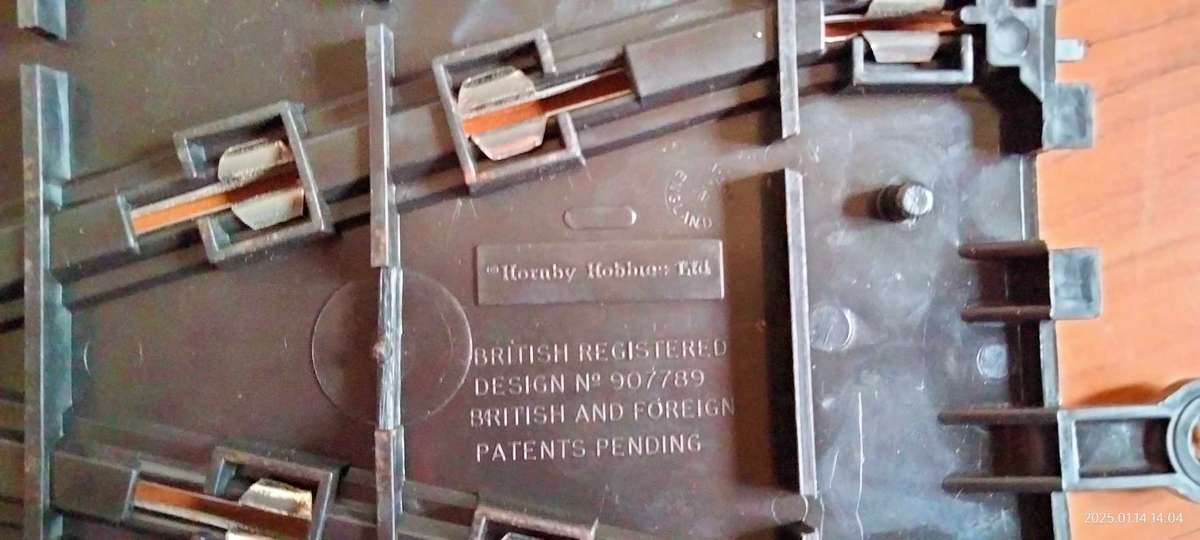 Hornby Hobbies Ltd
BRITISH REGISTERED
DESIGN Nº 907789
BRITISH AND FOREIGN
PATENTS PENDING
2025.01.14 14:04